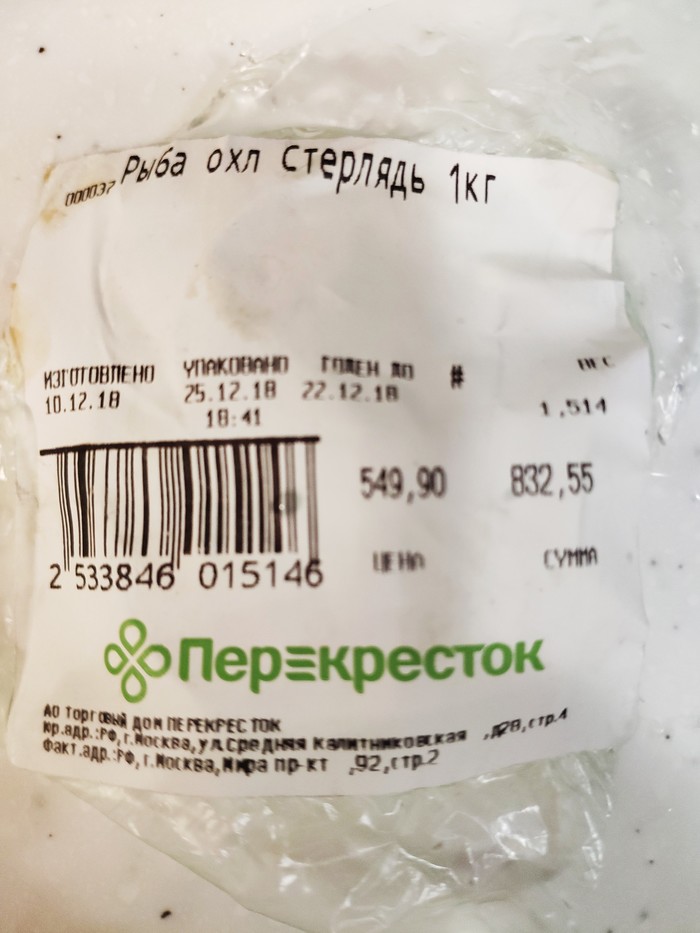 000037 Рыба охл Стерлядь 1кг
ИЗГОТОВЛЕНО УПАКОВАНО ГОДЕН ДО # ВЕС
10.12.18 25.12.18 22.12.18 1,514
18:41
549,90 832,55
ЦЕНА СУММА
2 533846 015146
Перекресток
АО Торговый дом ПЕРЕКРЕСТОК
юр.адр.:РФ,г.Москва,ул.Средняя Калитниковская ,д28,стр.4
Факт.адр.:РФ,г.Москва,Мира пр-кт ,92,стр.2